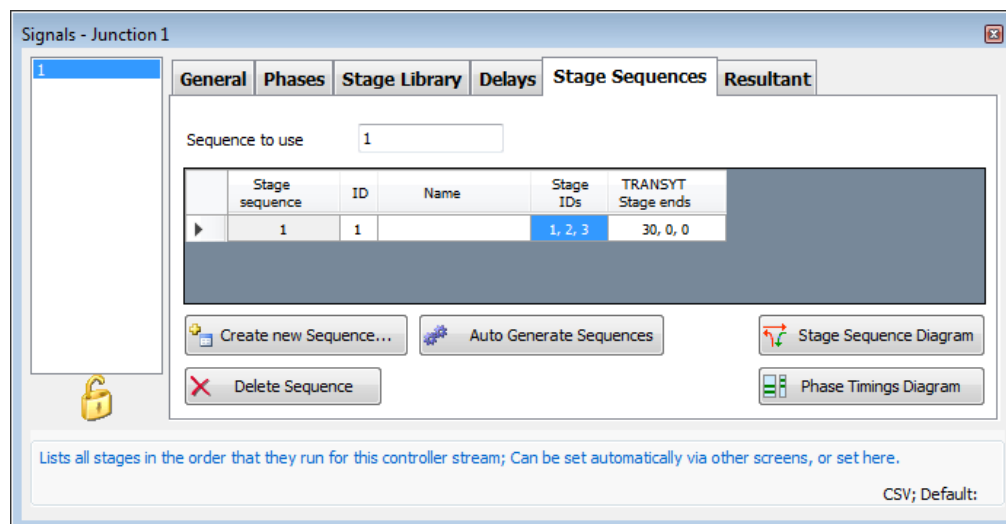 Signals - Junction 1
1
General Phases Stage Library Delays Stage Sequences Resultant
Sequence to use 1
Stage sequence ID Name Stage IDs TRANSYT Stage ends
1 1 1, 2, 3 30, 0, 0
Create new Sequence... Auto Generate Sequences Stage Sequence Diagram
Delete Sequence Phase Timings Diagram
Lists all stages in the order that they run for this controller stream; Can be set automatically via other screens, or set here.
CSV; Default: